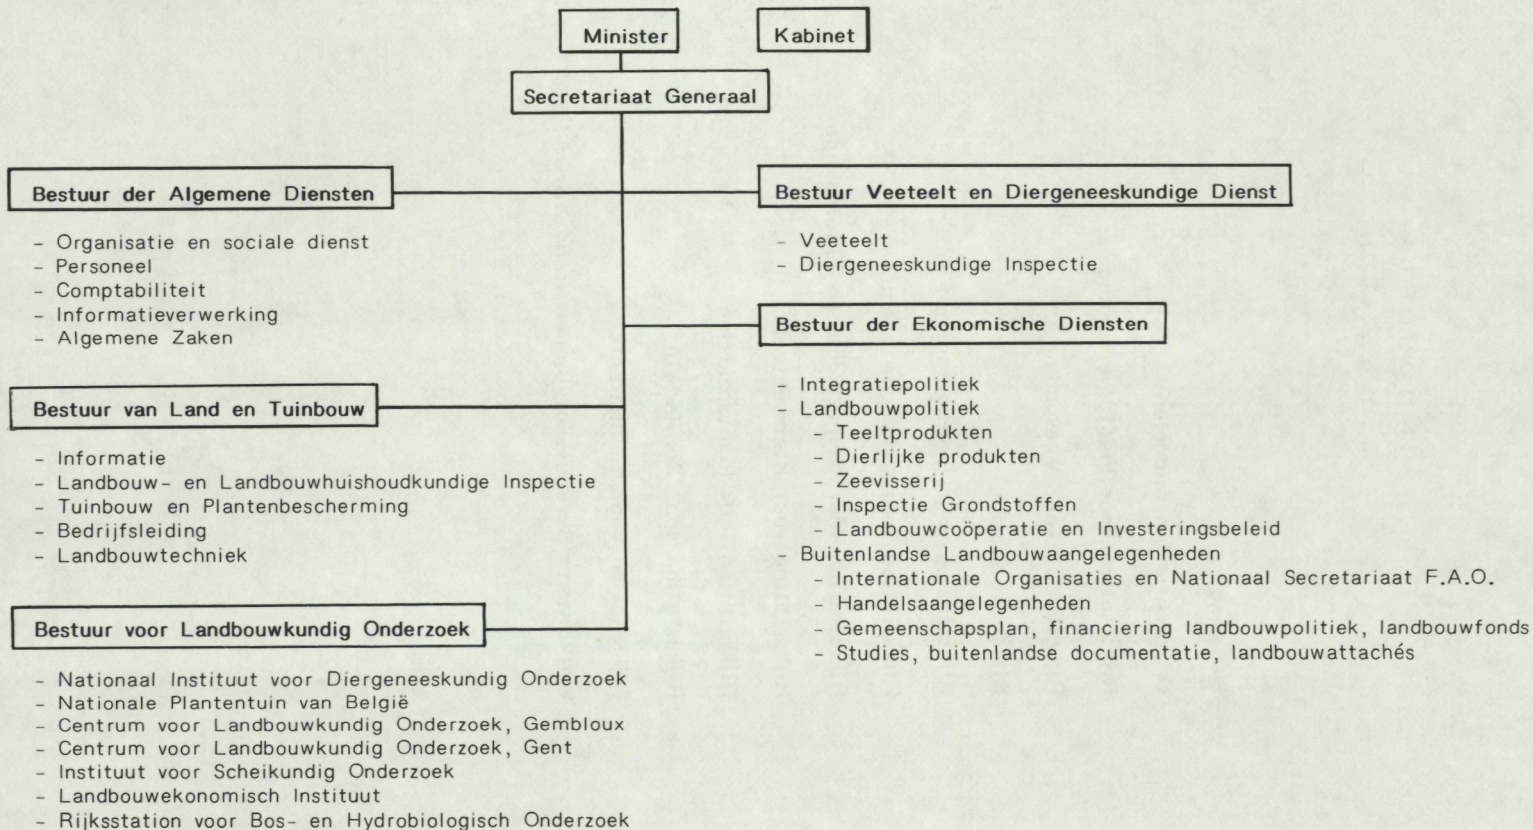 Minister
Kabinet
Secretariaat Generaal
Bestuur der Algemene Diensten
- Organisatie en sociale dienst
- Personeel
- Comptabiliteit
- Informatieverwerking
- Algemene Zaken
Bestuur van Land en Tuinbouw
- Informatie
- Landbouw- en Landbouwhuishoudkundige Inspectie
- Tuinbouw en Plantenbescherming
- Bedrijfsleiding
- Landbouwtechniek
Bestuur voor Landbouwkundig Onderzoek
- Nationaal Instituut voor Diergeneeskundig Onderzoek
- Nationale Plantentuin van België
- Centrum voor Landbouwkundig Onderzoek, Gembloux
- Centrum voor Landbouwkundig Onderzoek, Gent
- Instituut voor Scheikundig Onderzoek
- Landbouwekonomisch Instituut
- Rijksstation voor Bos- en Hydrobiologisch Onderzoek
Bestuur Veeteelt en Diergeneeskundige Dienst
- Veeteelt
- Diergeneeskundige Inspectie
Bestuur der Ekonomische Diensten
- Integratiepolitiek
- Landbouwpolitiek
- Teeltprodukten
- Dierlijke produkten
- Zeevisserij
- Inspectie Grondstoffen
- Landbouwcoöperatie en Investeringsbeleid
- Buitenlandse Landbouwaangelegenheden
- Internationale Organisaties en Nationaal Secretariaat F.A.O.
- Handelsaangelegenheden
- Gemeenschapsplan, financiering landbouwpolitiek, landbouwfonds
- Studies, buitenlandse documentatie, landbouwattachés